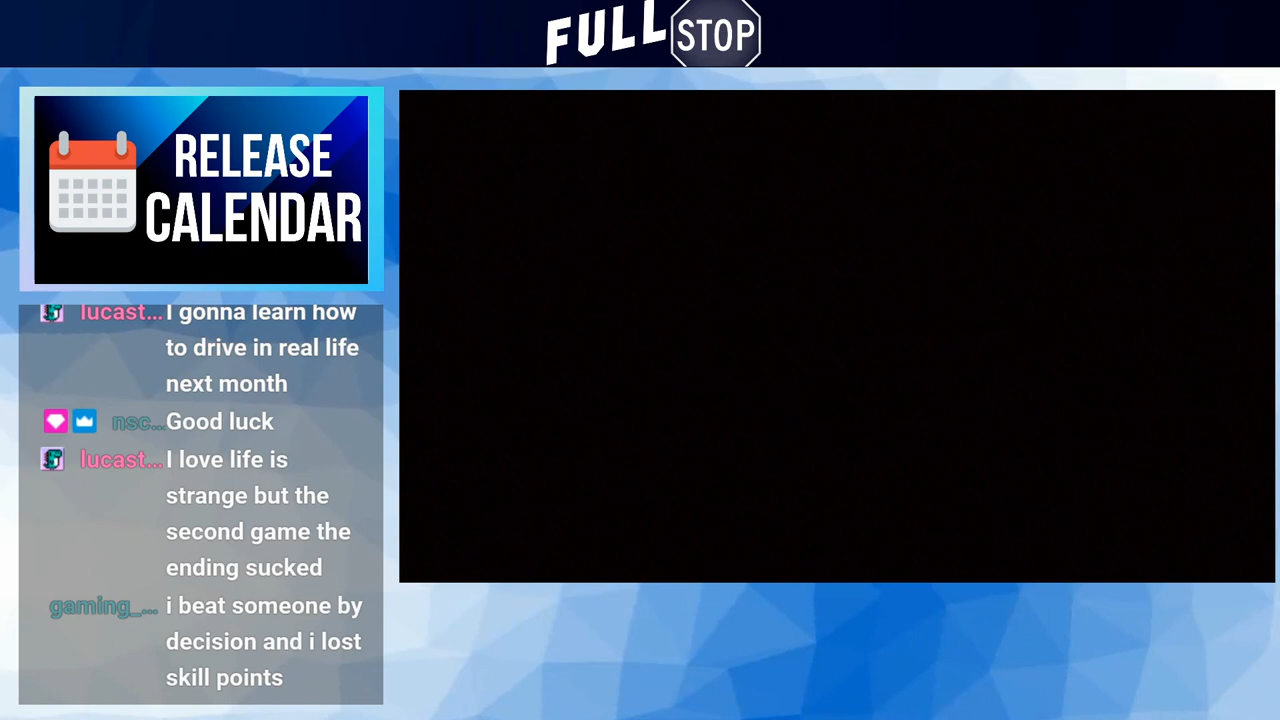 FULL STOP
RELEASE
CALENDAR
lucast... I gonna learn how
to drive in real life
next month
nsc... Good luck
lucast... I love life is
strange but the
second game the
ending sucked
gaming_... i beat someone by
decision and i lost
skill points